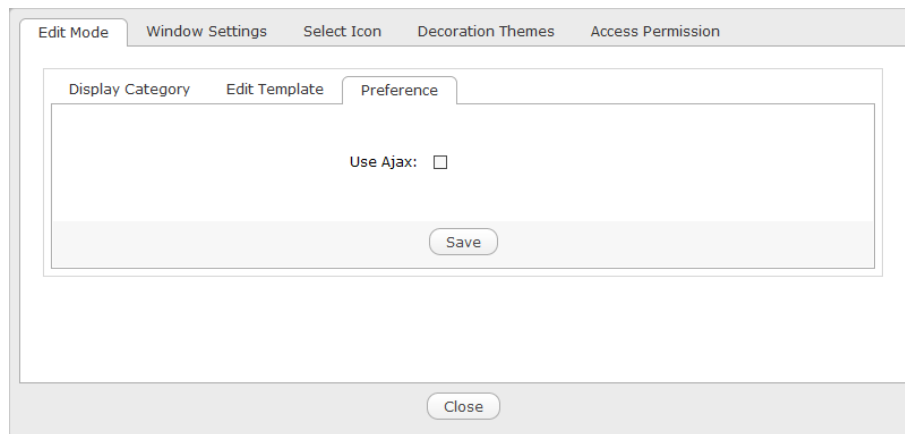 Edit Mode Window Settings Select Icon Decoration Themes Access Permission
Display Category Edit Template Preference
Use Ajax:
Save
Close